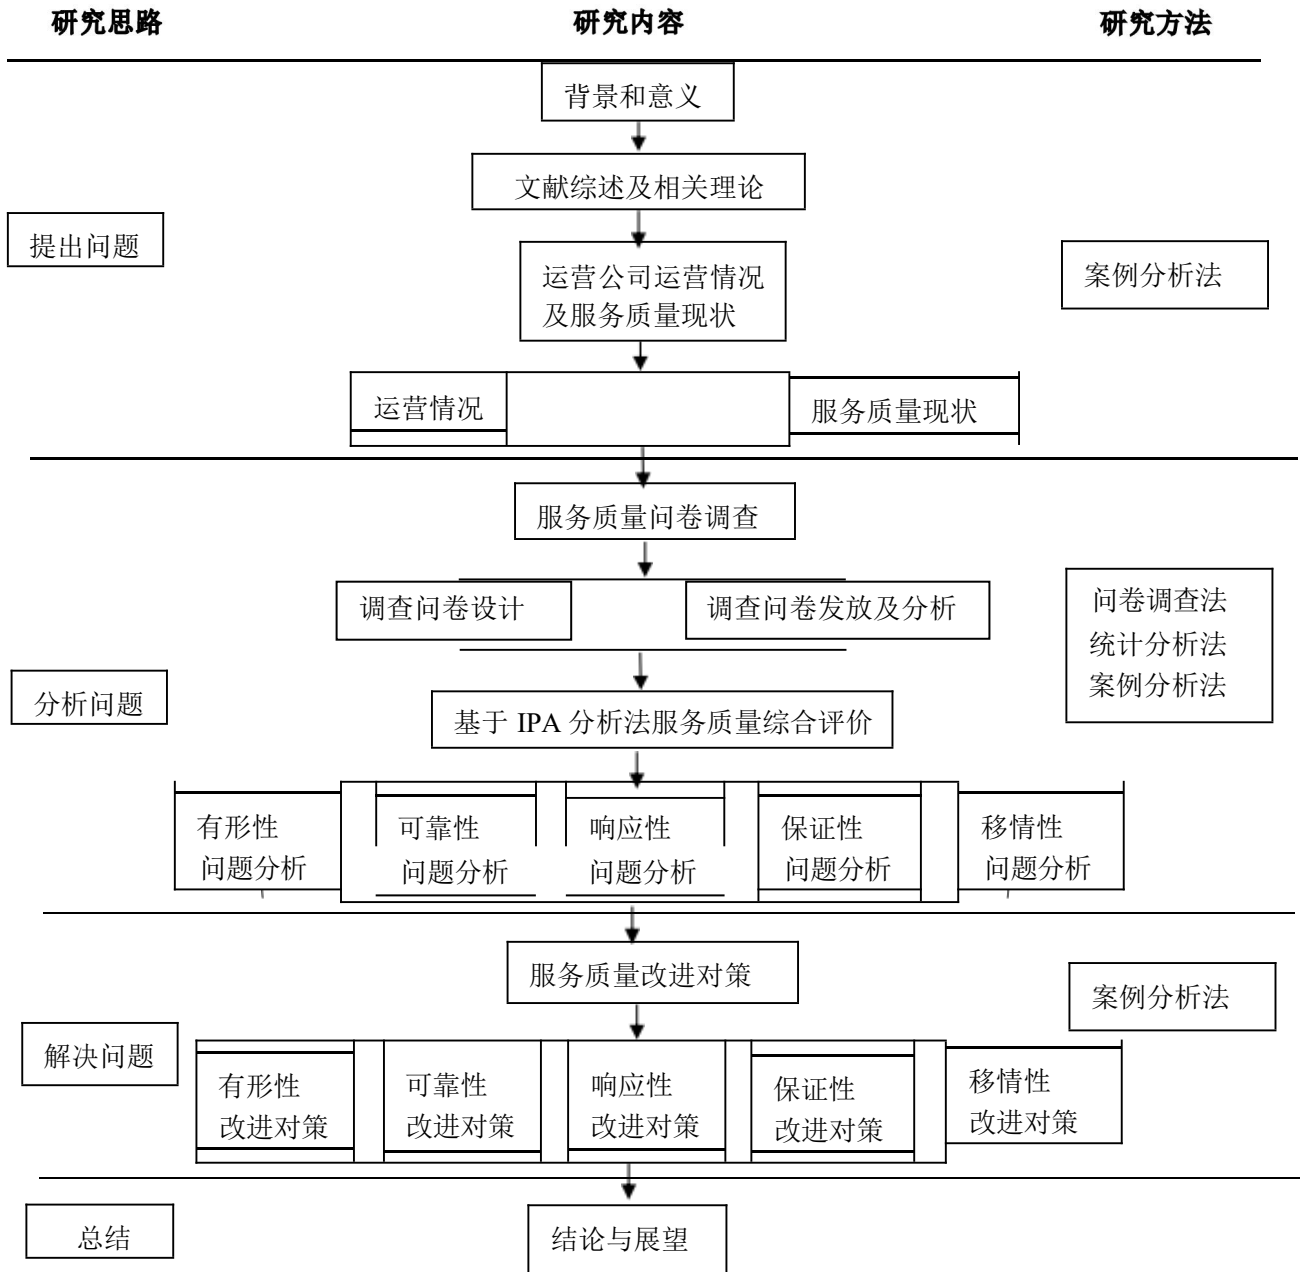 研究思路
研究内容
研究方法
背景和意义
文献综述及相关理论
提出问题
运营公司运营情况
及服务质量现状
案例分析法
运营情况
服务质量现状
服务质量问卷调查
调查问卷设计
调查问卷发放及分析
问卷调查法
统计分析法
案例分析法
分析问题
基于 IPA 分析法服务质量综合评价
有形性
问题分析
可靠性
问题分析
响应性
问题分析
保证性
问题分析
移情性
问题分析
服务质量改进对策
案例分析法
解决问题
有形性
改进对策
可靠性
改进对策
响应性
改进对策
保证性
改进对策
移情性
改进对策
总结
结论与展望